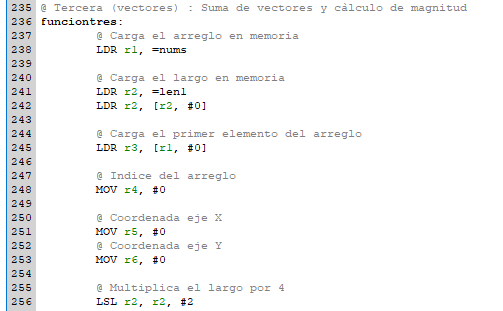 235 @ Tercera (vectores) : Suma de vectores y cálculo de magnitud
236 funciontres:
237 @ Carga el arreglo en memoria
238 LDR r1, =nums
239
240 @ Carga el largo en memoria
241 LDR r2, =len1
242 LDR r2, [r2, #0]
243
244 @ Carga el primer elemento del arreglo
245 LDR r3, [r1, #0]
246
247 @ Indice del arreglo
248 MOV r4, #0
249
250 @ Coordenada eje X
251 MOV r5, #0
252 @ Coordenada eje Y
253 MOV r6, #0
254
255 @ Multiplica el largo por 4
256 LSL r2, r2, #2